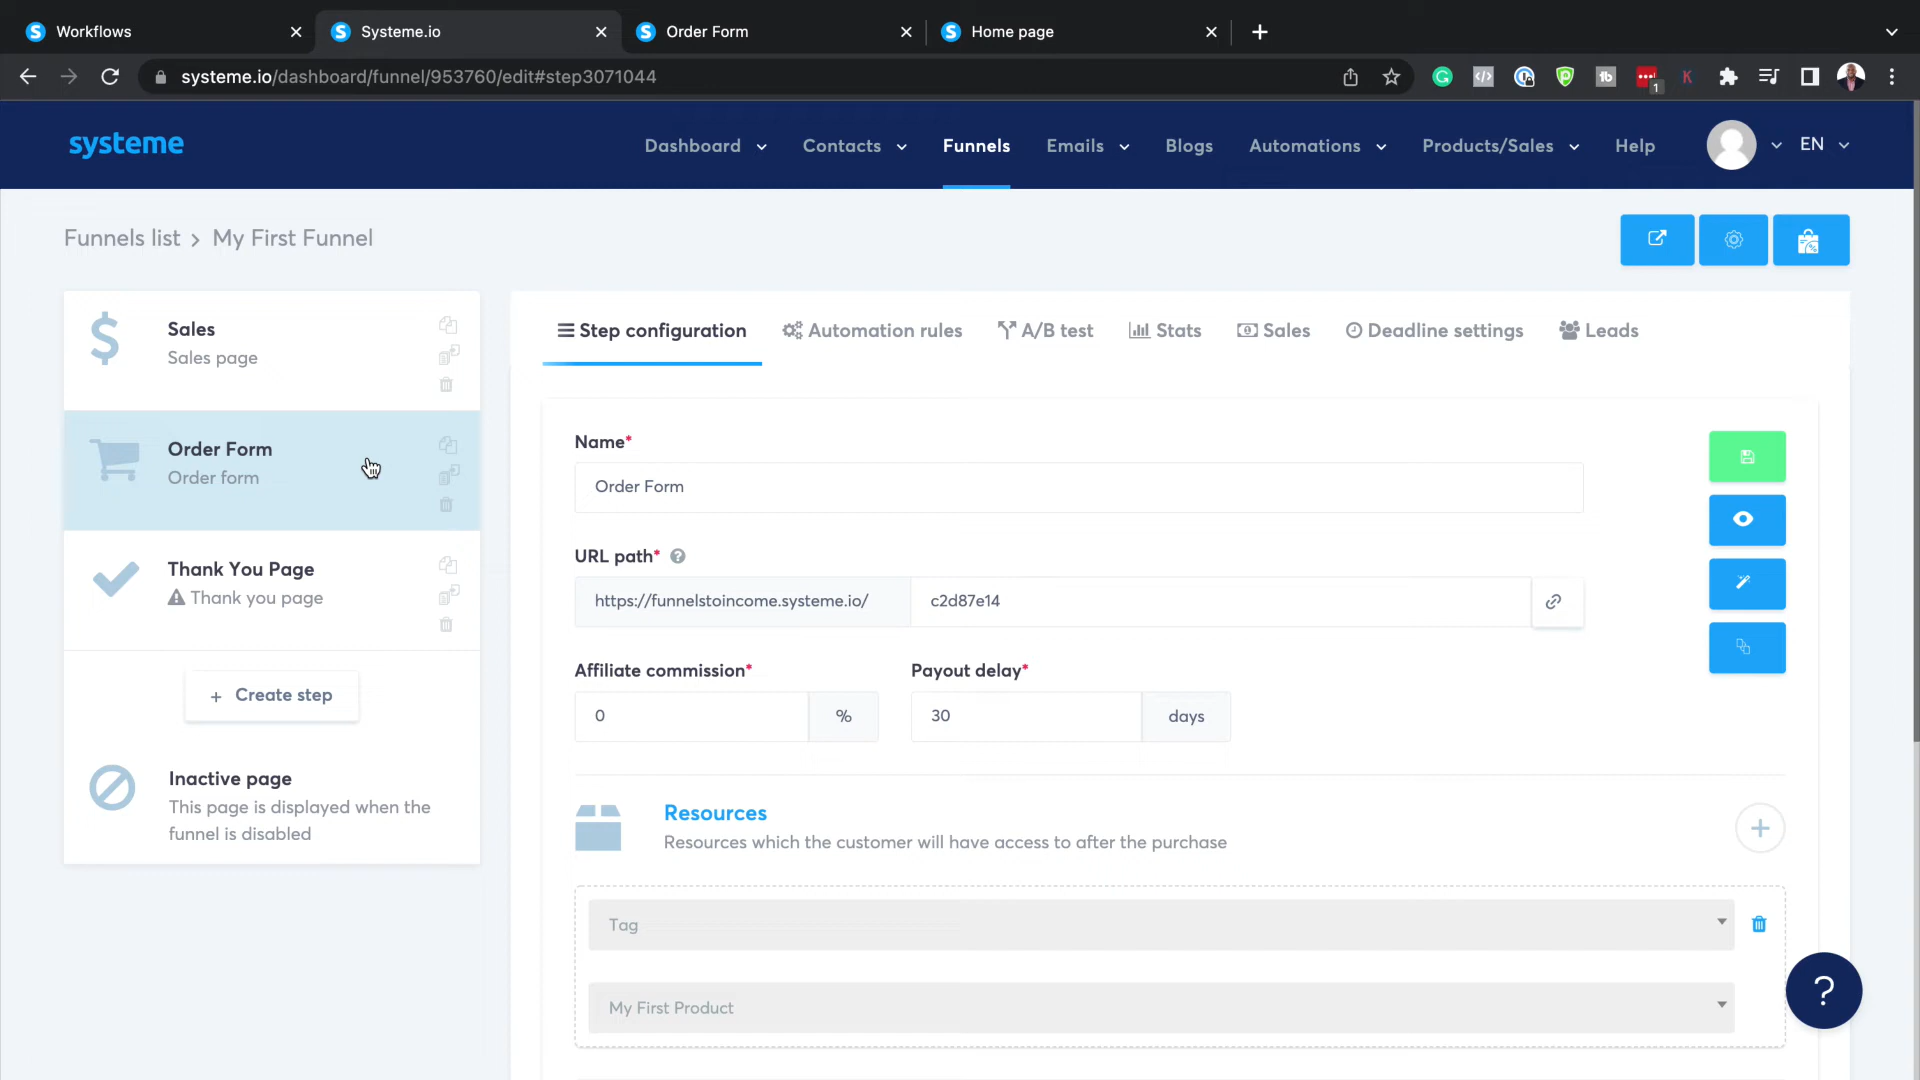 Workflows
Systeme.io
Order Form
Home page
systeme.io/dashboard/funnel/953760/edit#step3071044
1
systeme
Dashboard
Contacts
Funnels
Emails
Blogs
Automations
Products/Sales
Help
EN
Funnels list > My First Funnel
Sales
Sales page
Order Form
Order form
Thank You Page
Thank you page
+ Create step
Inactive page
This page is displayed when the
funnel is disabled
Step configuration
Automation rules
A/B test
Stats
Sales
Deadline settings
Leads
Name*
Order Form
URL path* ?
https://funnelstoincome.systeme.io/
c2d87e14
Affiliate commission*
Payout delay*
0
%
30
days
Resources
Resources which the customer will have access to after the purchase
Tag
My First Product
?